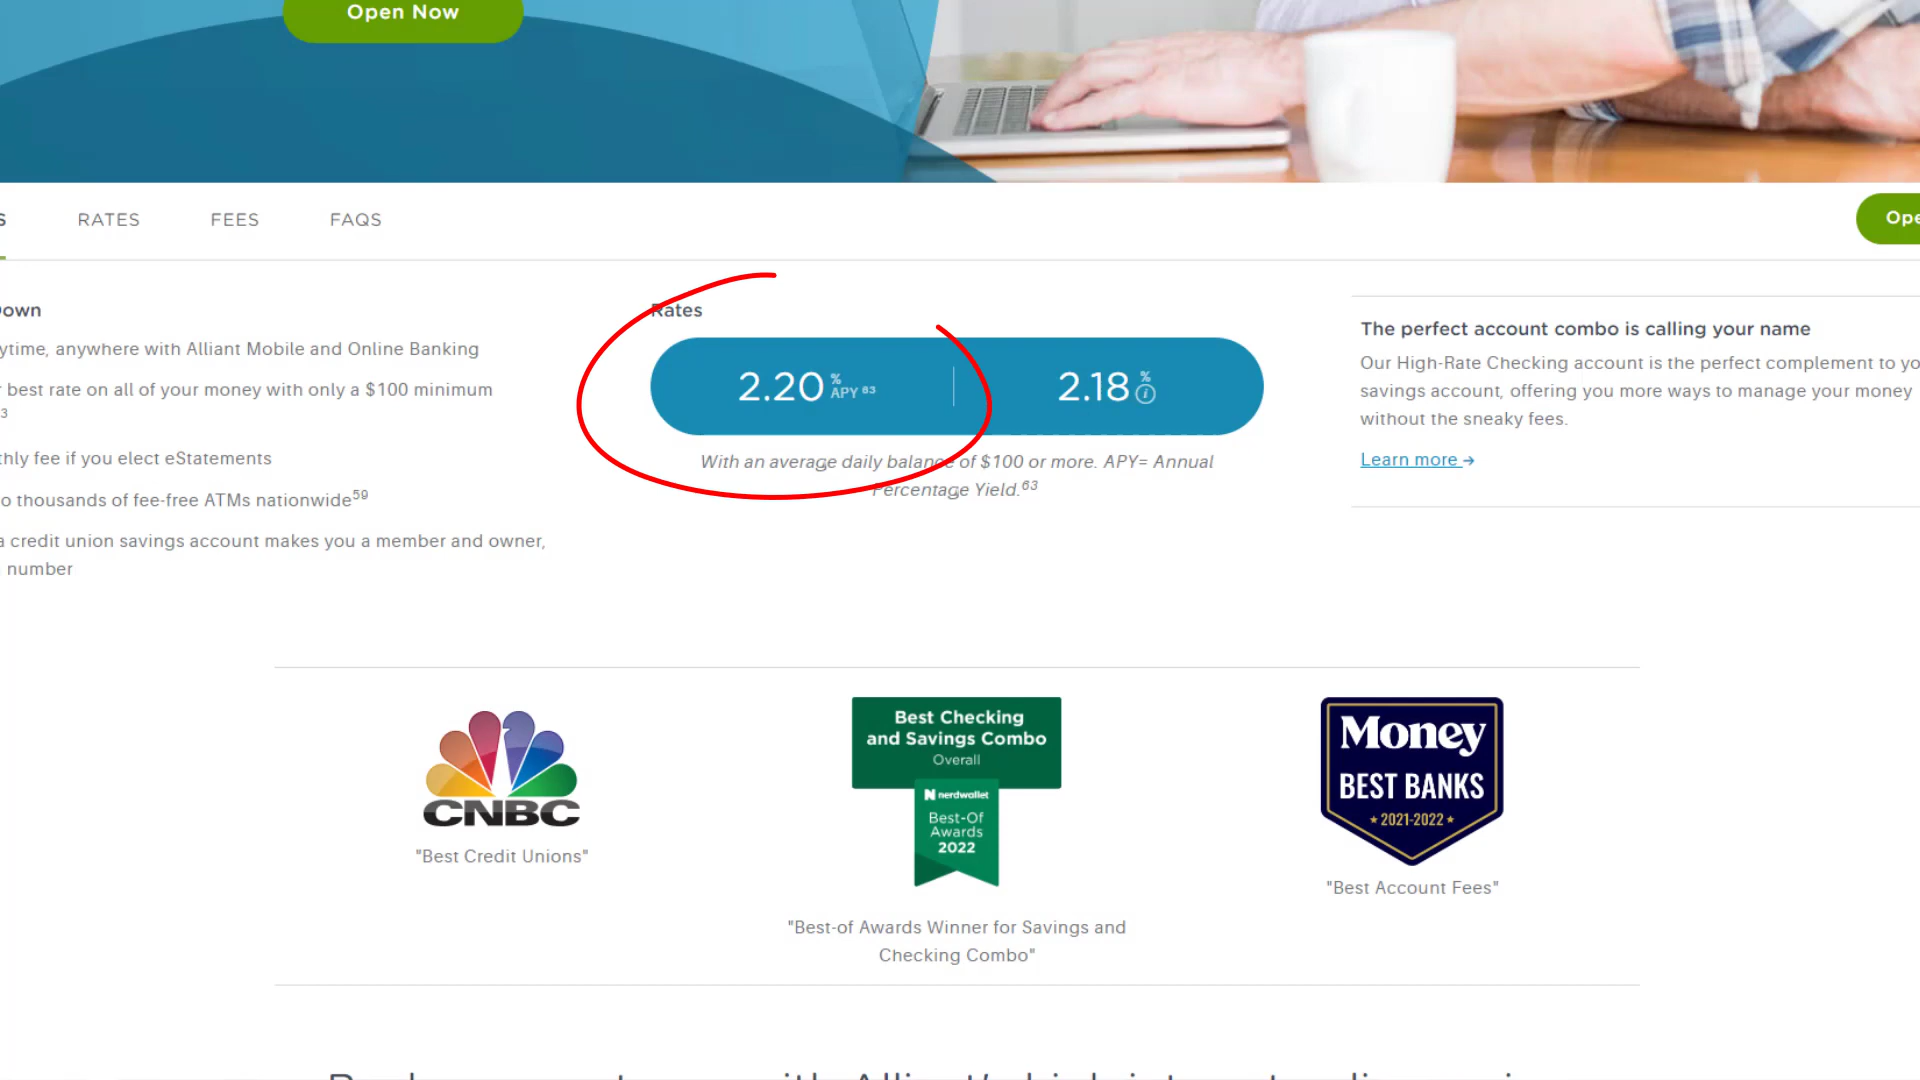 Open Now
RATES
FEES
FAQS
Down
ytime, anywhere with Alliant Mobile and Online Banking
best rate on all of your money with only a $100 minimum
3
thly fee if you elect eStatements
o thousands of fee-free ATMs nationwide59
a credit union savings account makes you a member and owner,
number
Rates
2.20 % APY 63
2.18 %
With an average daily balance of $100 or more. APY= Annual
Percentage Yield.63
Ope
The perfect account combo is calling your name
Our High-Rate Checking account is the perfect complement to yo
savings account, offering you more ways to manage your money
without the sneaky fees.
Learn more →
CNBC
"Best Credit Unions"
Best Checking
and Savings Combo
Overall
nerdwallet
Best-Of
Awards
2022
"Best-of Awards Winner for Savings and
Checking Combo"
Money
BEST BANKS
2021-2022
"Best Account Fees"